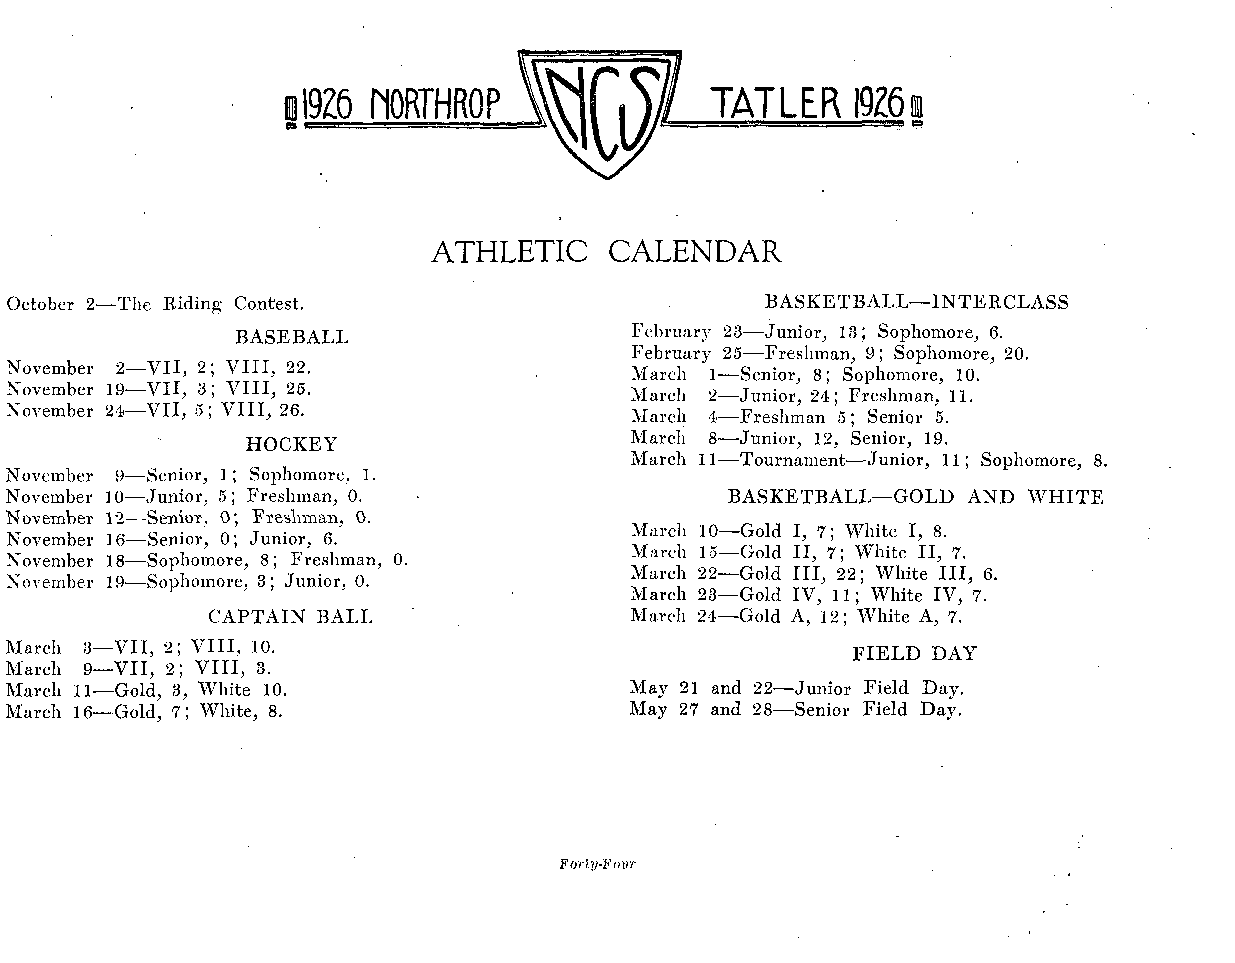 1926 NORTHROP NCS TATLER 1926
ATHLETIC CALENDAR
October 2—The Riding Contest.
BASEBALL
November 2—VII, 2; VIII, 22.
November 19—VII, 3; VIII, 25.
November 24—VII, 5; VIII, 26.
HOCKEY
November 9—Senior, 1; Sophomore, 1.
November 10—Junior, 5; Freshman, 0.
November 12—Senior, 0; Freshman, 0.
November 16—Senior, 0; Junior, 6.
November 18—Sophomore, 8; Freshman, 0.
November 19—Sophomore, 3; Junior, 0.
CAPTAIN BALL
March 3—VII, 2; VIII, 10.
March 9—VII, 2; VIII, 3.
March 11—Gold, 3, White 10.
March 16—Gold, 7; White, 8.
BASKETBALL—INTERCLASS
February 23—Junior, 13; Sophomore, 6.
February 25—Freshman, 9; Sophomore, 20.
March 1—Senior, 8; Sophomore, 10.
March 2—Junior, 24; Freshman, 11.
March 4—Freshman 5; Senior 5.
March 8—Junior, 12, Senior, 19.
March 11—Tournament—Junior, 11; Sophomore, 8.
BASKETBALL—GOLD AND WHITE
March 10—Gold I, 7; White I, 8.
March 15—Gold II, 7; White II, 7.
March 22—Gold III, 22; White III, 6.
March 23—Gold IV, 11; White IV, 7.
March 24—Gold A, 12; White A, 7.
FIELD DAY
May 21 and 22—Junior Field Day.
May 27 and 28—Senior Field Day.
Forty-Four